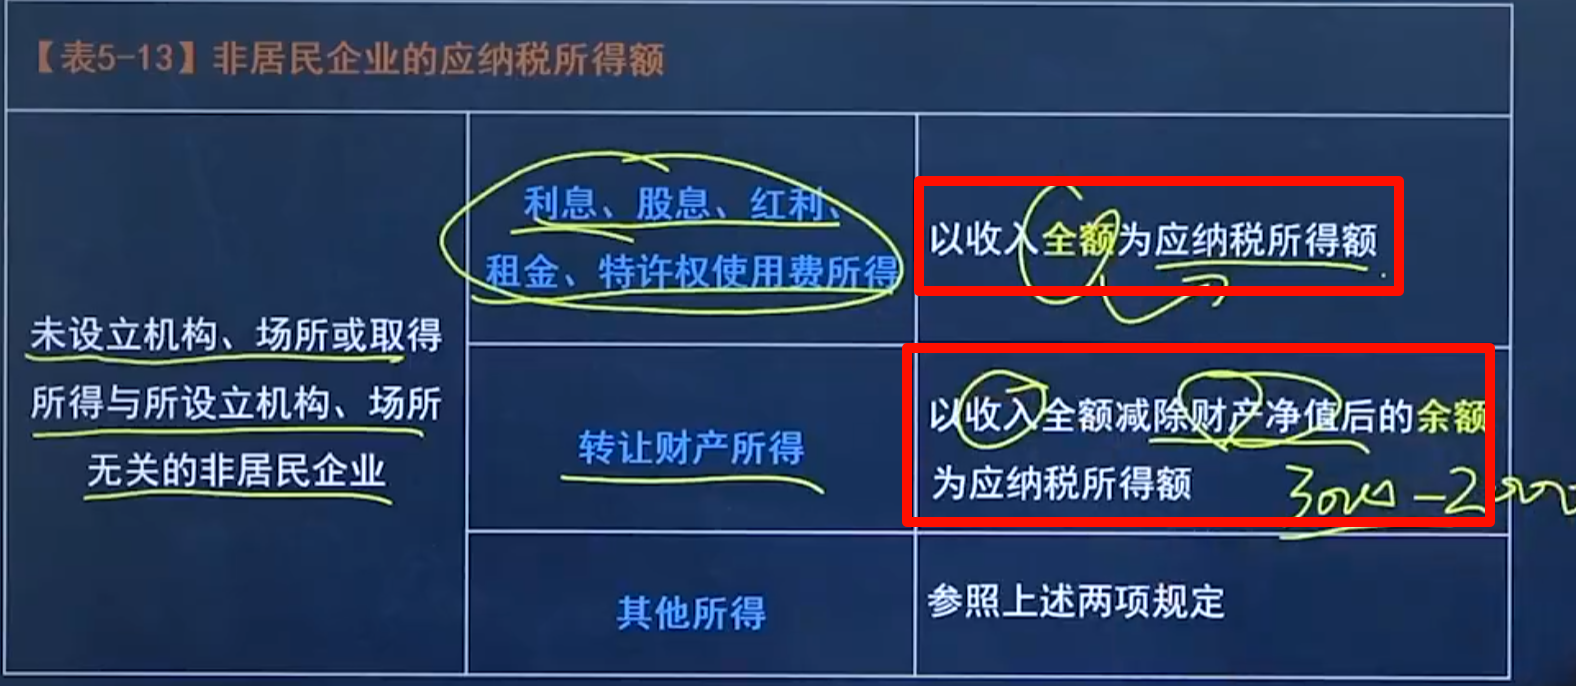 【表5-13】非居民企业的应纳税所得额
未设立机构、场所或取得
所得与所设立机构、场所
无关的非居民企业
利息、股息、红利、
租金、特许权使用费所得
以收入全额为应纳税所得额
转让财产所得
以收入全额减除财产净值后的余额
为应纳税所得额
其他所得
参照上述两项规定